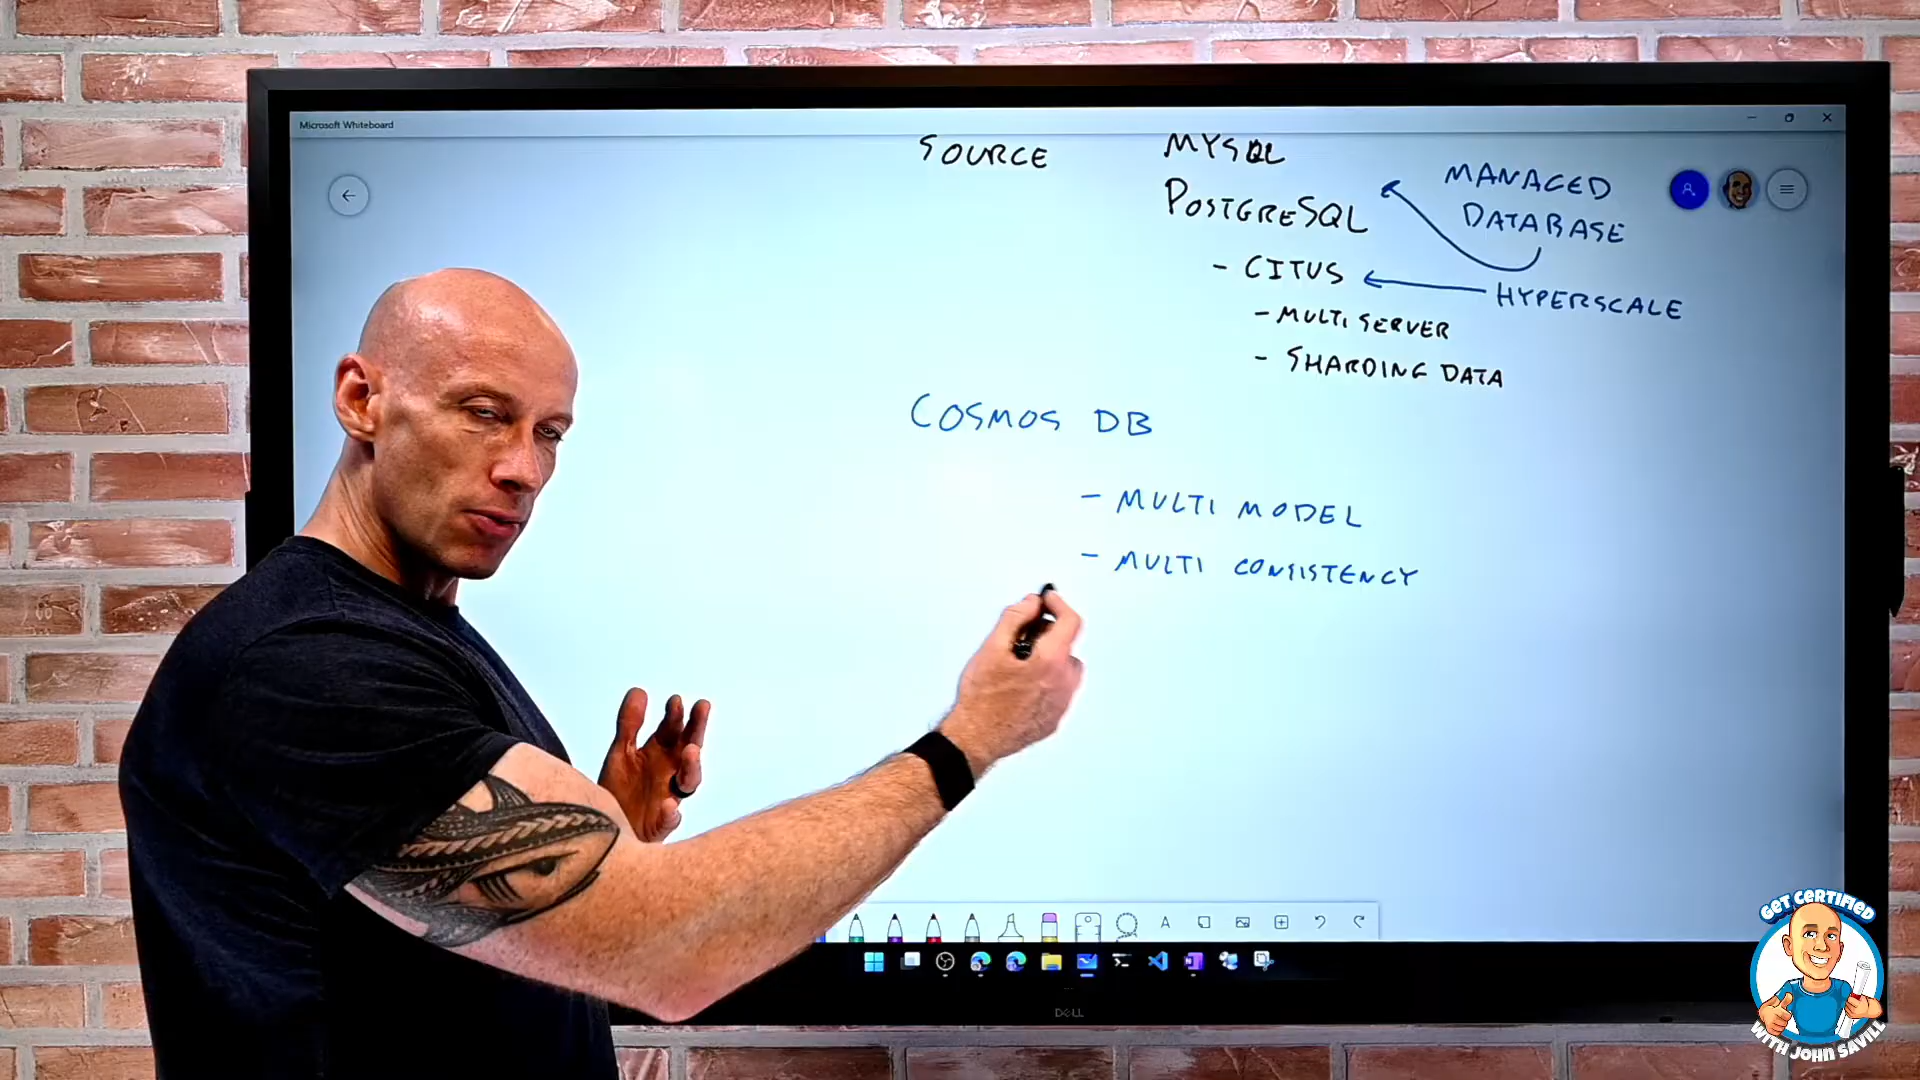 Microsoft Whiteboard
SOURCE
MYSQL
POSTGRESQL
MANAGED
DATABASE
- CITUS
HYPERSCALE
- MULTI SERVER
- SHARDING DATA
COSMOS DB
- MULTI MODEL
- MULTI CONSISTENCY
DELL
GET CERTIFIED
WITH JOHN SAVILL